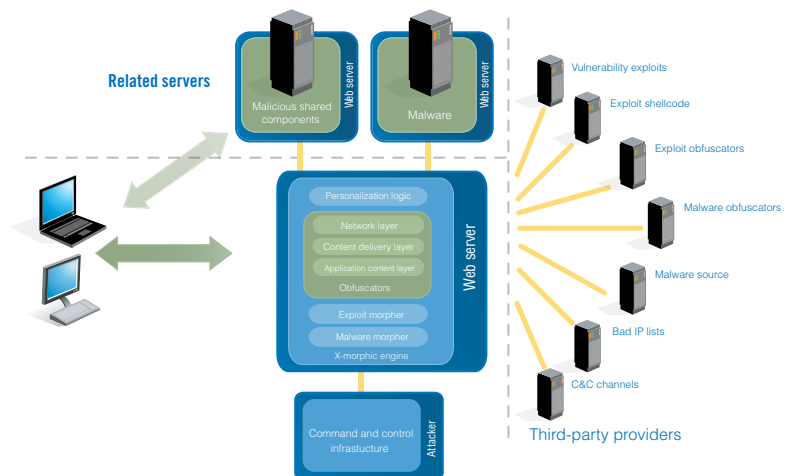 Related servers
Malicious shared
components
Web server
Malware
Web server
Vulnerability exploits
Exploit shellcode
Exploit obfuscators
Malware obfuscators
Malware source
Bad IP lists
C&C channels
Third-party providers
Personalization logic
Network layer
Content delivery layer
Application content layer
Obfuscators
Exploit morpher
Malware morpher
X-morphic engine
Web server
Command and control
infrastucture
Attacker